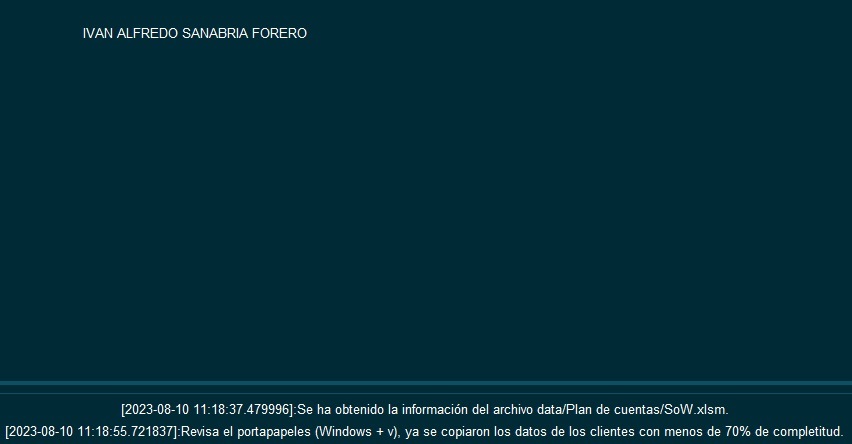 IVAN ALFREDO SANABRIA FORERO
[2023-08-10 11:18:37.479996]:Se ha obtenido la información del archivo data/Plan de cuentas/SoW.xlsm.
[2023-08-10 11:18:55.721837]:Revisa el portapapeles (Windows + v), ya se copiaron los datos de los clientes con menos de 70% de completitud.